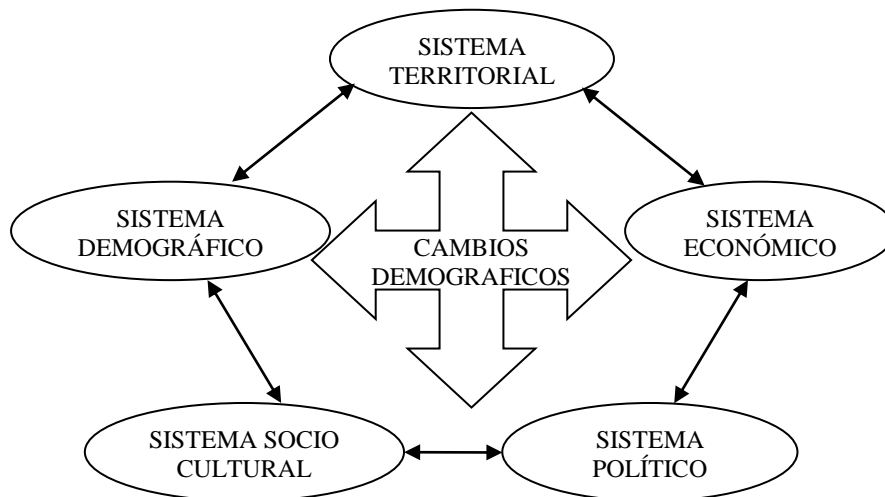 SISTEMA
TERRITORIAL
SISTEMA
DEMOGRÁFICO
CAMBIOS
DEMOGRAFICOS
SISTEMA
ECONÓMICO
SISTEMA SOCIO
CULTURAL
SISTEMA
POLÍTICO